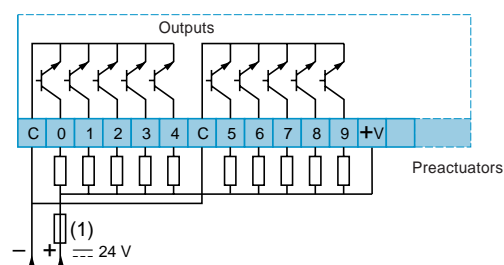 Outputs
C 0 1 2 3 4 C 5 6 7 8 9 +V
Preactuators
(1)
− + ⎓ 24 V